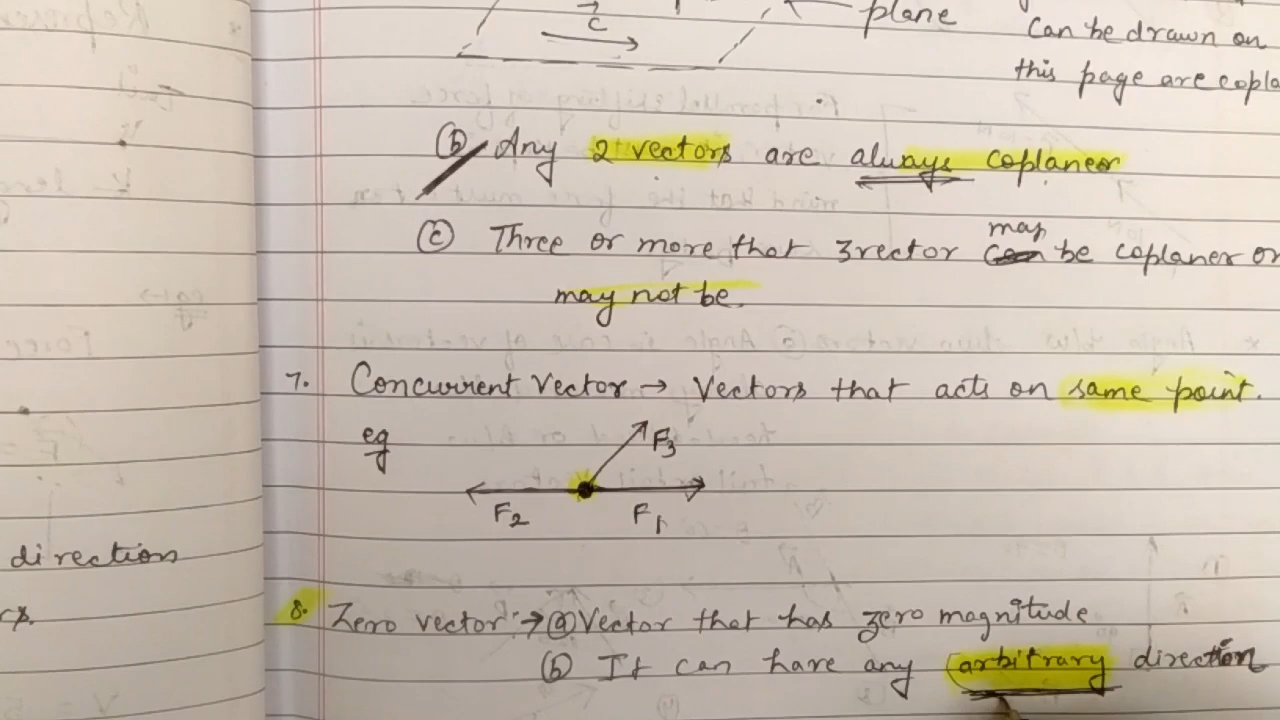 c
plane
Can be drawn on
this page are copla
(b) Any 2 vectors are always coplaner
(c) Three or more that 3 vector may be coplaner or
may not be.
7. Concurrent Vector → Vectors that acts on same point.
eg
F3
F2 F1
direction
8. Zero vector → (a) Vector that has zero magnitude
(b) It can have any (arbitrary direction